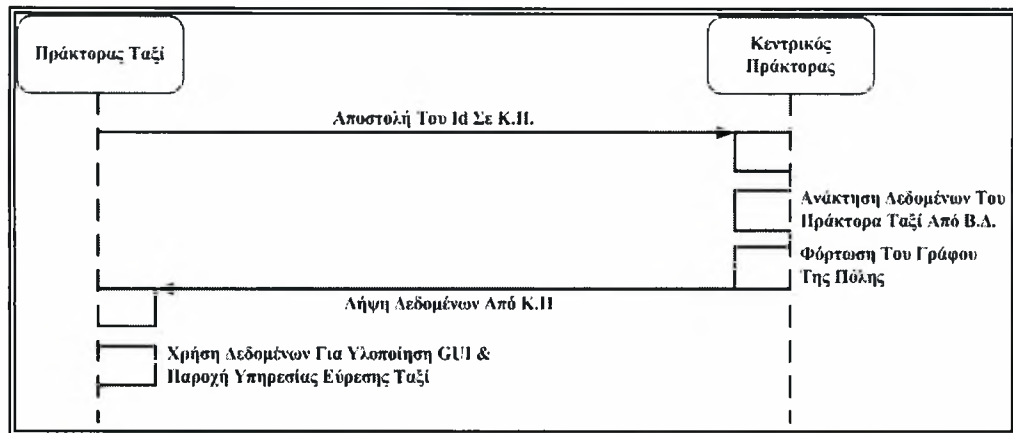 Πράκτορας Ταξί
Κεντρικός
Πράκτορας
Αποστολή Του Id Σε Κ.Π.
Ανάκτηση Δεδομένων Του
Πράκτορα Ταξί Από Β.Δ.
Φόρτωση Του Γράφου
Της Πόλης
Λήψη Δεδομένων Από Κ.Π
Χρήση Δεδομένων Για Υλοποίηση GUI &
Παροχή Υπηρεσίας Εύρεσης Ταξί